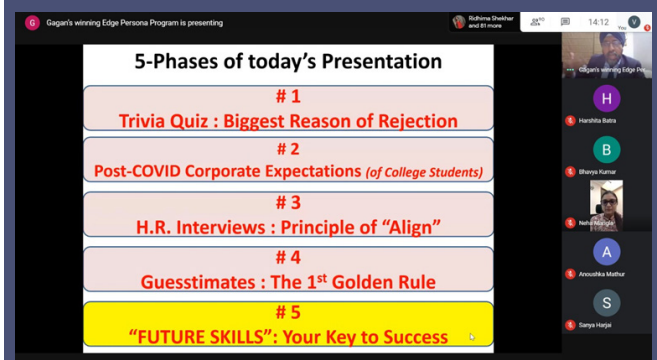 G Gagan's winning Edge Persona Program is presenting
Ridhima Shekher
and 81 more
14:12
You
V
5-Phases of today's Presentation
# 1
Trivia Quiz : Biggest Reason of Rejection
# 2
Post-COVID Corporate Expectations (of College Students)
# 3
H.R. Interviews : Principle of "Align"
# 4
Guesstimates : The 1st Golden Rule
# 5
"FUTURE SKILLS": Your Key to Success
Gagan's winning Edge Per...
H
Harshita Batra
B
Bhavya Kumar
Neha
A
Anoushka Mathur
S
Sanya Harjai